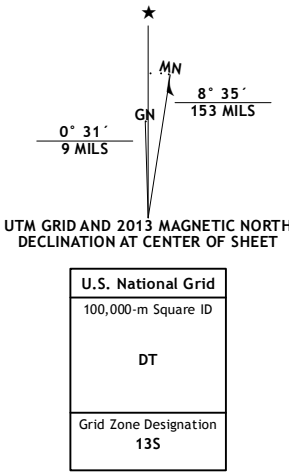 ★
MN
GN
8° 35´
153 MILS
0° 31´
9 MILS
UTM GRID AND 2013 MAGNETIC NORTH
DECLINATION AT CENTER OF SHEET
U.S. National Grid
100,000-m Square ID
DT
Grid Zone Designation
13S